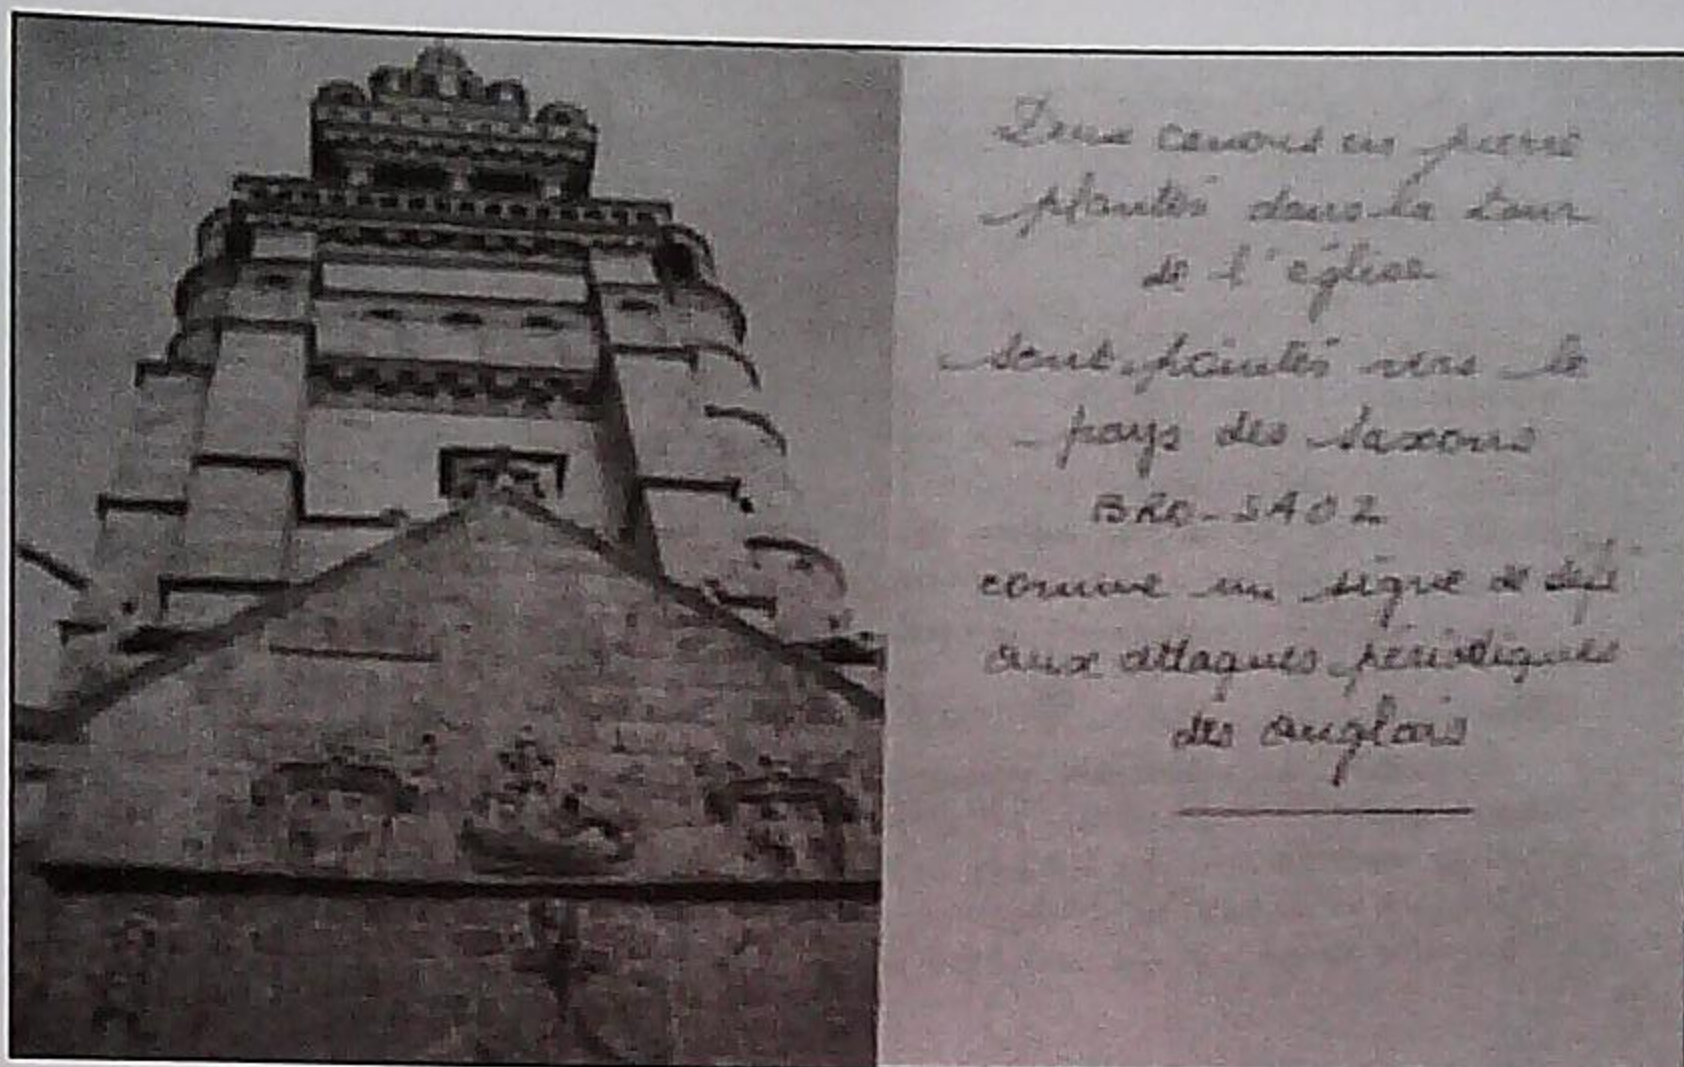 Deux canons en pierre
plantés dans la tour
de l'église
sont pointés vers le
pays des saxons
BRO-SAOZ
comme un signe de défi
aux attaques périodiques
des anglais